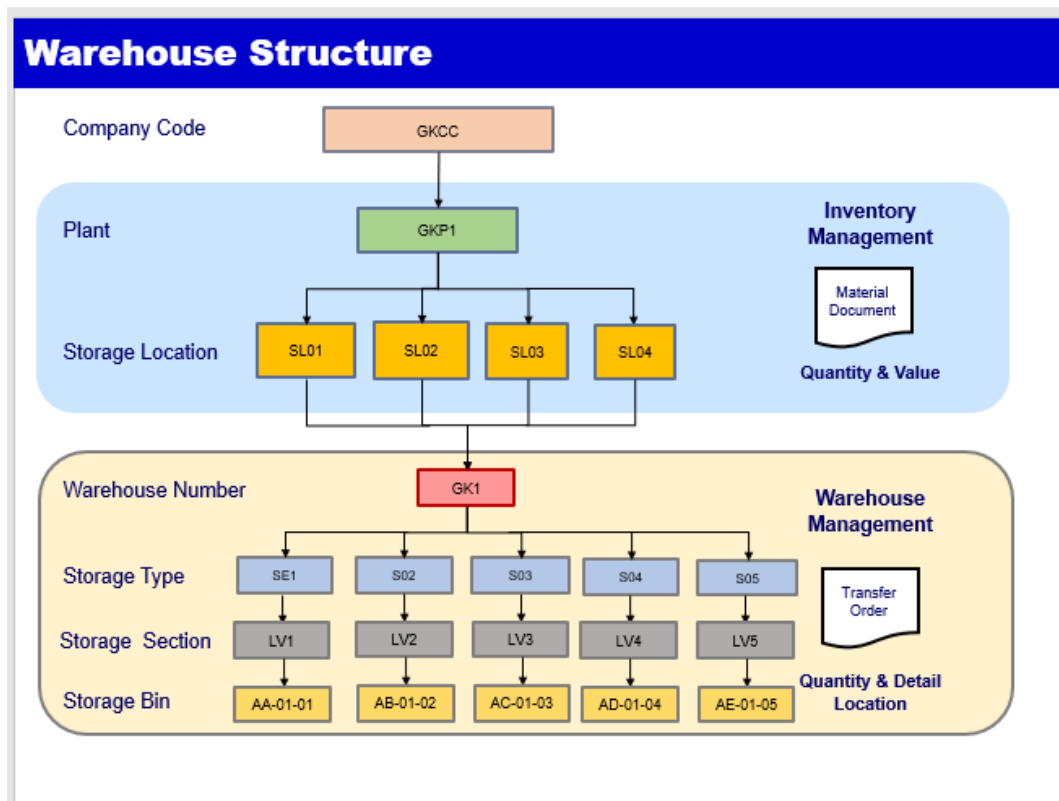 Warehouse Structure
Company Code
GKCC
Plant
GKP1
Inventory
Management
Material
Document
Storage Location
SL01
SL02
SL03
SL04
Quantity & Value
Warehouse Number
GK1
Warehouse
Management
Storage Type
SE1
S02
S03
S04
S05
Transfer
Order
Storage Section
LV1
LV2
LV3
LV4
LV5
Quantity & Detail
Location
Storage Bin
AA-01-01
AB-01-02
AC-01-03
AD-01-04
AE-01-05